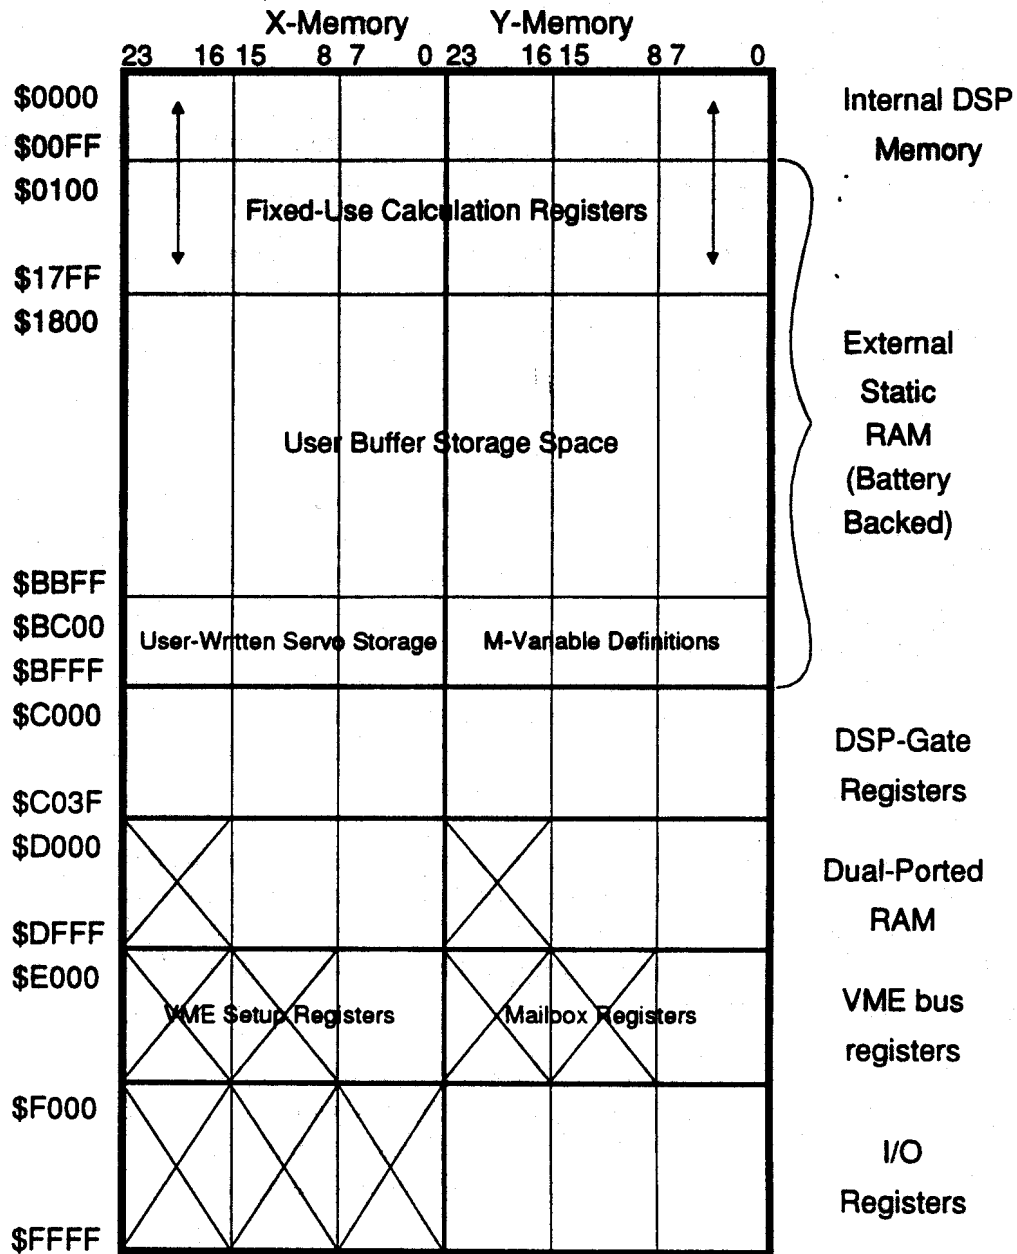 X-Memory Y-Memory
23 16 15 8 7 0 23 16 15 8 7 0
$0000
$00FF
Internal DSP
Memory
$0100
$17FF
Fixed-Use Calculation Registers
$1800
$BBFF
User Buffer Storage Space
External
Static
RAM
(Battery
Backed)
$BC00
$BFFF
User-Written Servo Storage
M-Variable Definitions
$C000
$C03F
DSP-Gate
Registers
$D000
$DFFF
Dual-Ported
RAM
$E000
VME Setup Registers
Mailbox Registers
VME bus
registers
$F000
$FFFF
I/O
Registers